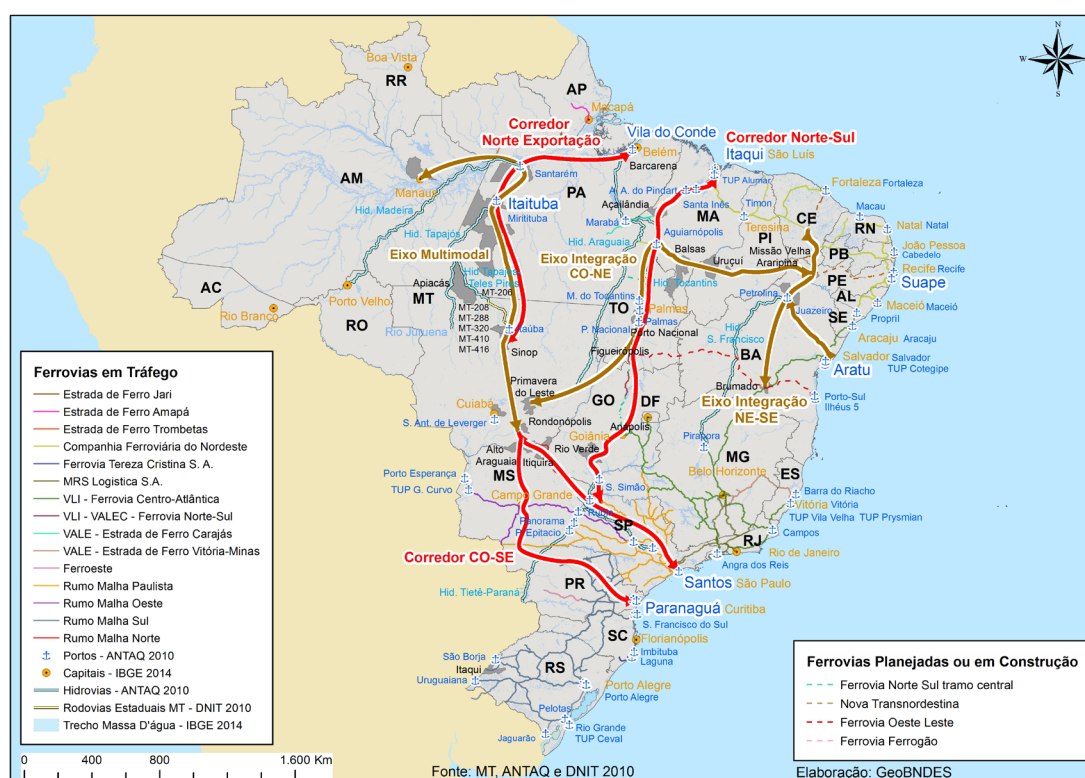 N
W
E
S
Boa Vista
RR
AP
Macapá
Corredor
Norte Exportação
Vila do Conde
Belém
Barcarena
Corredor Norte-Sul
Itaqui
São Luís
TUP Alumar
Santarém
Manaus
AM
PA
A. A. do Pindart
Santa Inês
MA
Fortaleza
Fortaleza
Hid. Madeira
Itaituba
Miritituba
Açailândia
Marabá
Timon
Teresina
CE
Macau
RN
Natal
Natal
Hid. Tapajós
Hid. Araguaia
Aguiarnópolis
PI
Missão Velha
Araripina
João Pessoa
Cabedelo
PB
Eixo Multimodal
Eixo Integração
CO-NE
Balsas
Uruçuí
PE
Recife
Recife
Suape
AC
Apiacás
Hid Tapajós
Teles Pires
MT-206
Hid. Tocantins
Petrolina
AL
Maceió
Maceió
Porto Velho
MT
M. do Tocantins
TO
Palmas
Palmas
Juazeiro
SE
Propril
Rio Branco
RO
Rio Juruena
MT-208
MT-288
MT-320
MT-410
MT-416
Itaúba
P. Nacional
Porto Nacional
Hid.
S. Francisco
Aracaju
Aracaju
Sinop
Figueirópolis
BA
Salvador
Salvador
TUP Cotegipe
Aratu
Primavera
do Leste
Brumado
Porto-Sul
Ilhéus 5
Cuiabá
S. Ant. de Leverger
Rondonópolis
GO
DF
Eixo Integração
NE-SE
Anápolis
Goiânia
Pirapora
Alto
Araguaia
Itiquira
Rio Verde
MG
Porto Esperança
TUP G. Curvo
MS
Campo Grande
S. Simão
Belo Horizonte
ES
Barra do Riacho
Vitória
Vitória
TUP Vila Velha
TUP Prysmian
Panorama
P. Epitacio
SP
RJ
Campos
Corredor CO-SE
Rio de Janeiro
Angra dos Reis
Santos
São Paulo
PR
Hid. Tietê-Paraná
Paranaguá
Curitiba
S. Francisco do Sul
SC
Florianópolis
Imbituba
Laguna
São Borja
Itaqui
Uruguaiana
RS
Porto Alegre
Porto Alegre
Pelotas
Rio Grande
TUP Ceval
Jaguarão
Ferrovias em Tráfego
Estrada de Ferro Jari
Estrada de Ferro Amapá
Estrada de Ferro Trombetas
Companhia Ferroviária do Nordeste
Ferrovia Tereza Cristina S. A.
MRS Logistica S.A.
VLI - Ferrovia Centro-Atlântica
VLI - VALEC - Ferrovia Norte-Sul
VALE - Estrada de Ferro Carajás
VALE - Estrada de Ferro Vitória-Minas
Ferroeste
Rumo Malha Paulista
Rumo Malha Oeste
Rumo Malha Sul
Rumo Malha Norte
Portos - ANTAQ 2010
Capitais - IBGE 2014
Hidrovias - ANTAQ 2010
Rodovias Estaduais MT - DNIT 2010
Trecho Massa D'água - IBGE 2014
Ferrovias Planejadas ou em Construção
Ferrovia Norte Sul tramo central
Nova Transnordestina
Ferrovia Oeste Leste
Ferrovia Ferrogão
0 400 800 1.600 Km
Fonte: MT, ANTAQ e DNIT 2010
Elaboração: GeoBNDES